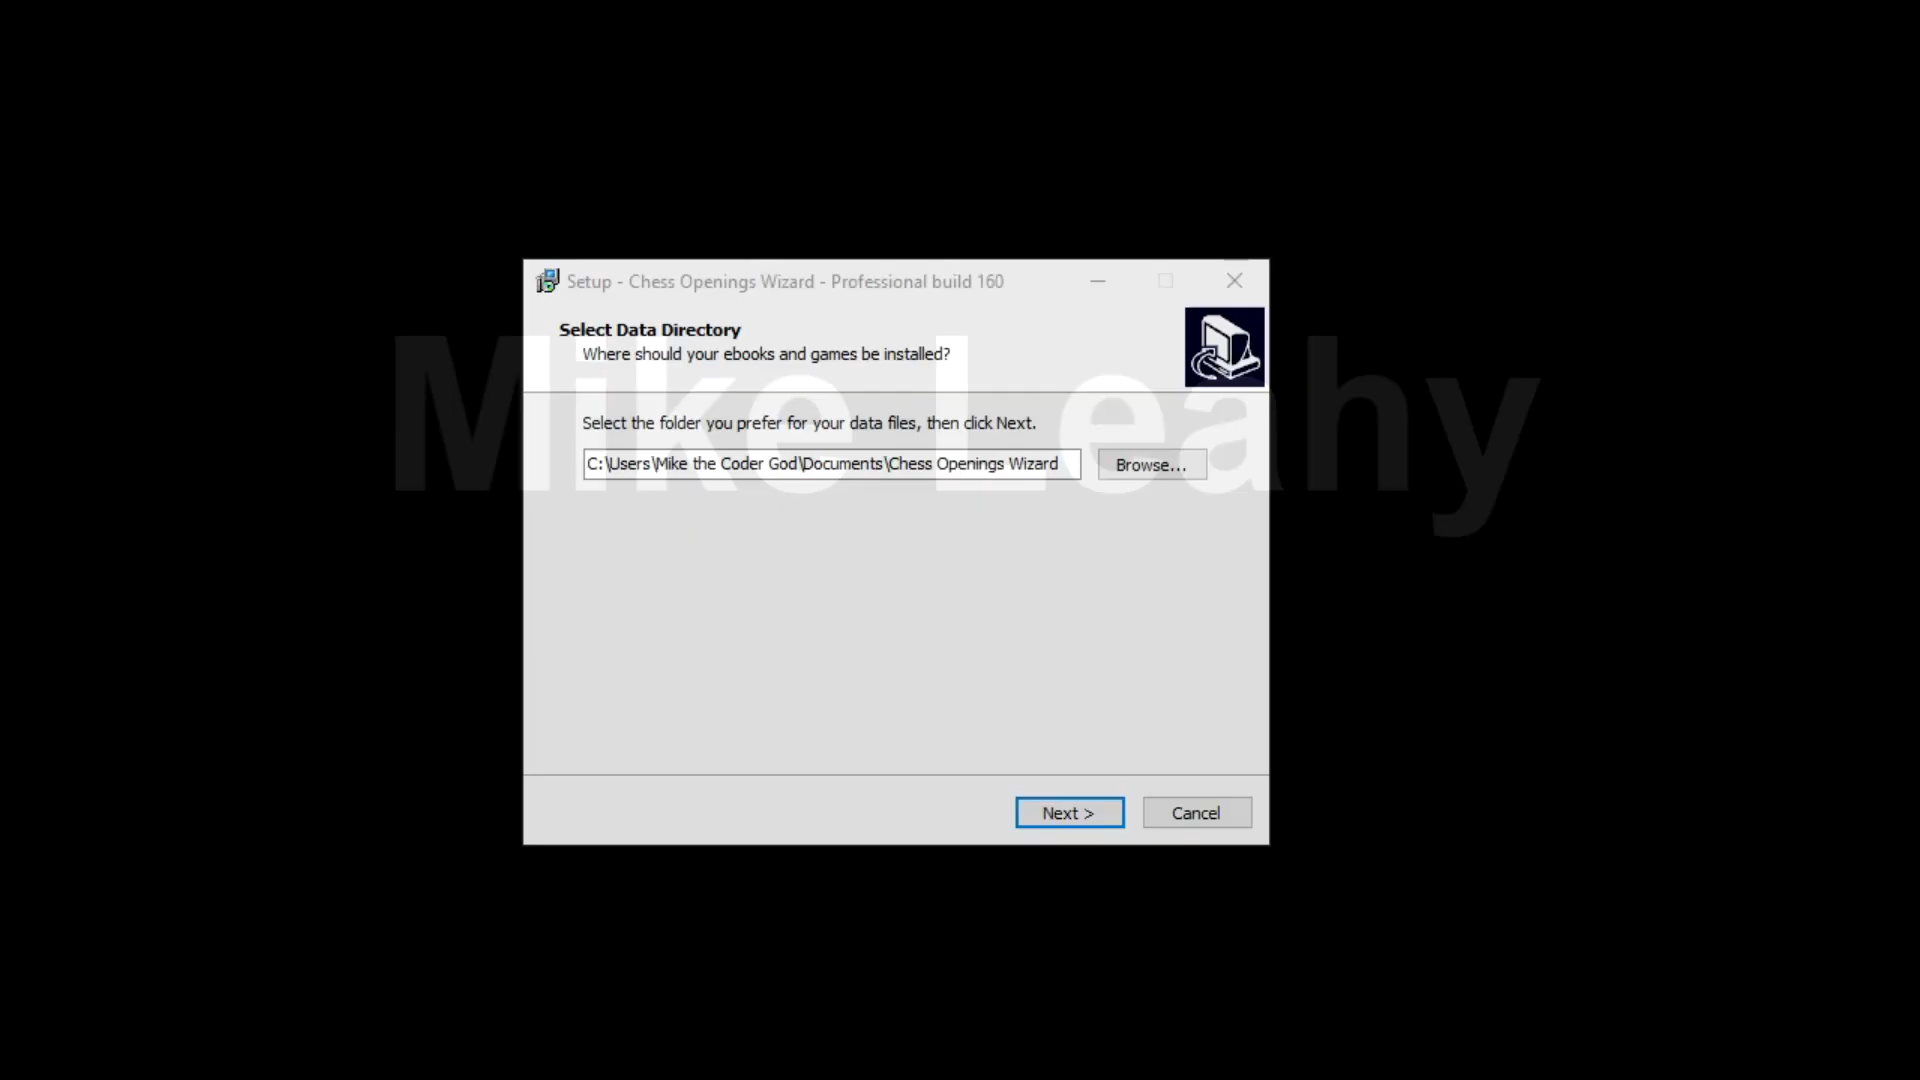 Setup - Chess Openings Wizard - Professional build 160
Select Data Directory
Where should your ebooks and games be installed?
Mike Leahy
Select the folder you prefer for your data files, then click Next.
C:\Users\Mike the Coder God\Documents\Chess Openings Wizard
Browse...
Next >
Cancel